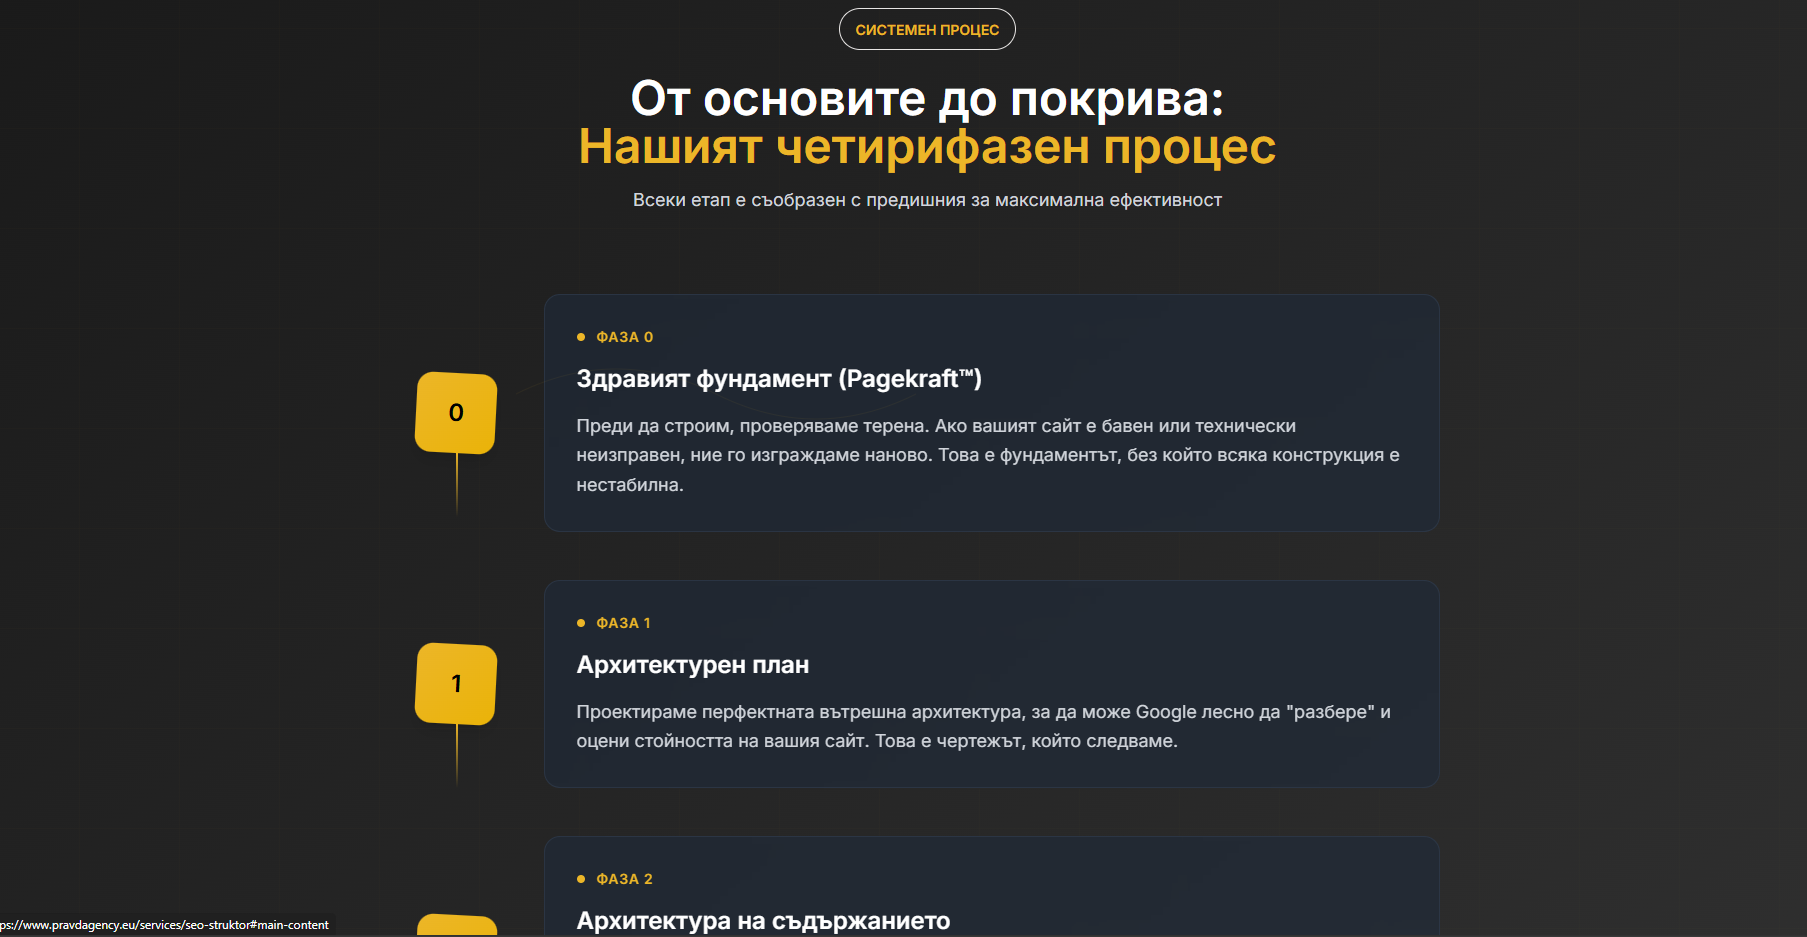 СИСТЕМЕН ПРОЦЕС
От основите до покрива:
Нашият четирифазен процес
Всеки етап е съобразен с предишния за максимална ефективност
0
ФАЗА 0
Здравият фундамент (Pagekraft™)
Преди да строим, проверяваме терена. Ако вашият сайт е бавен или технически
неизправен, ние го изграждаме наново. Това е фундаментът, без който всяка конструкция е
нестабилна.
1
ФАЗА 1
Архитектурен план
Проектираме перфектната вътрешна архитектура, за да може Google лесно да "разбере" и
оцени стойността на вашия сайт. Това е чертежът, който следваме.
ФАЗА 2
Архитектура на съдържанието
ps://www.pravdagency.eu/services/seo-struktor#main-content